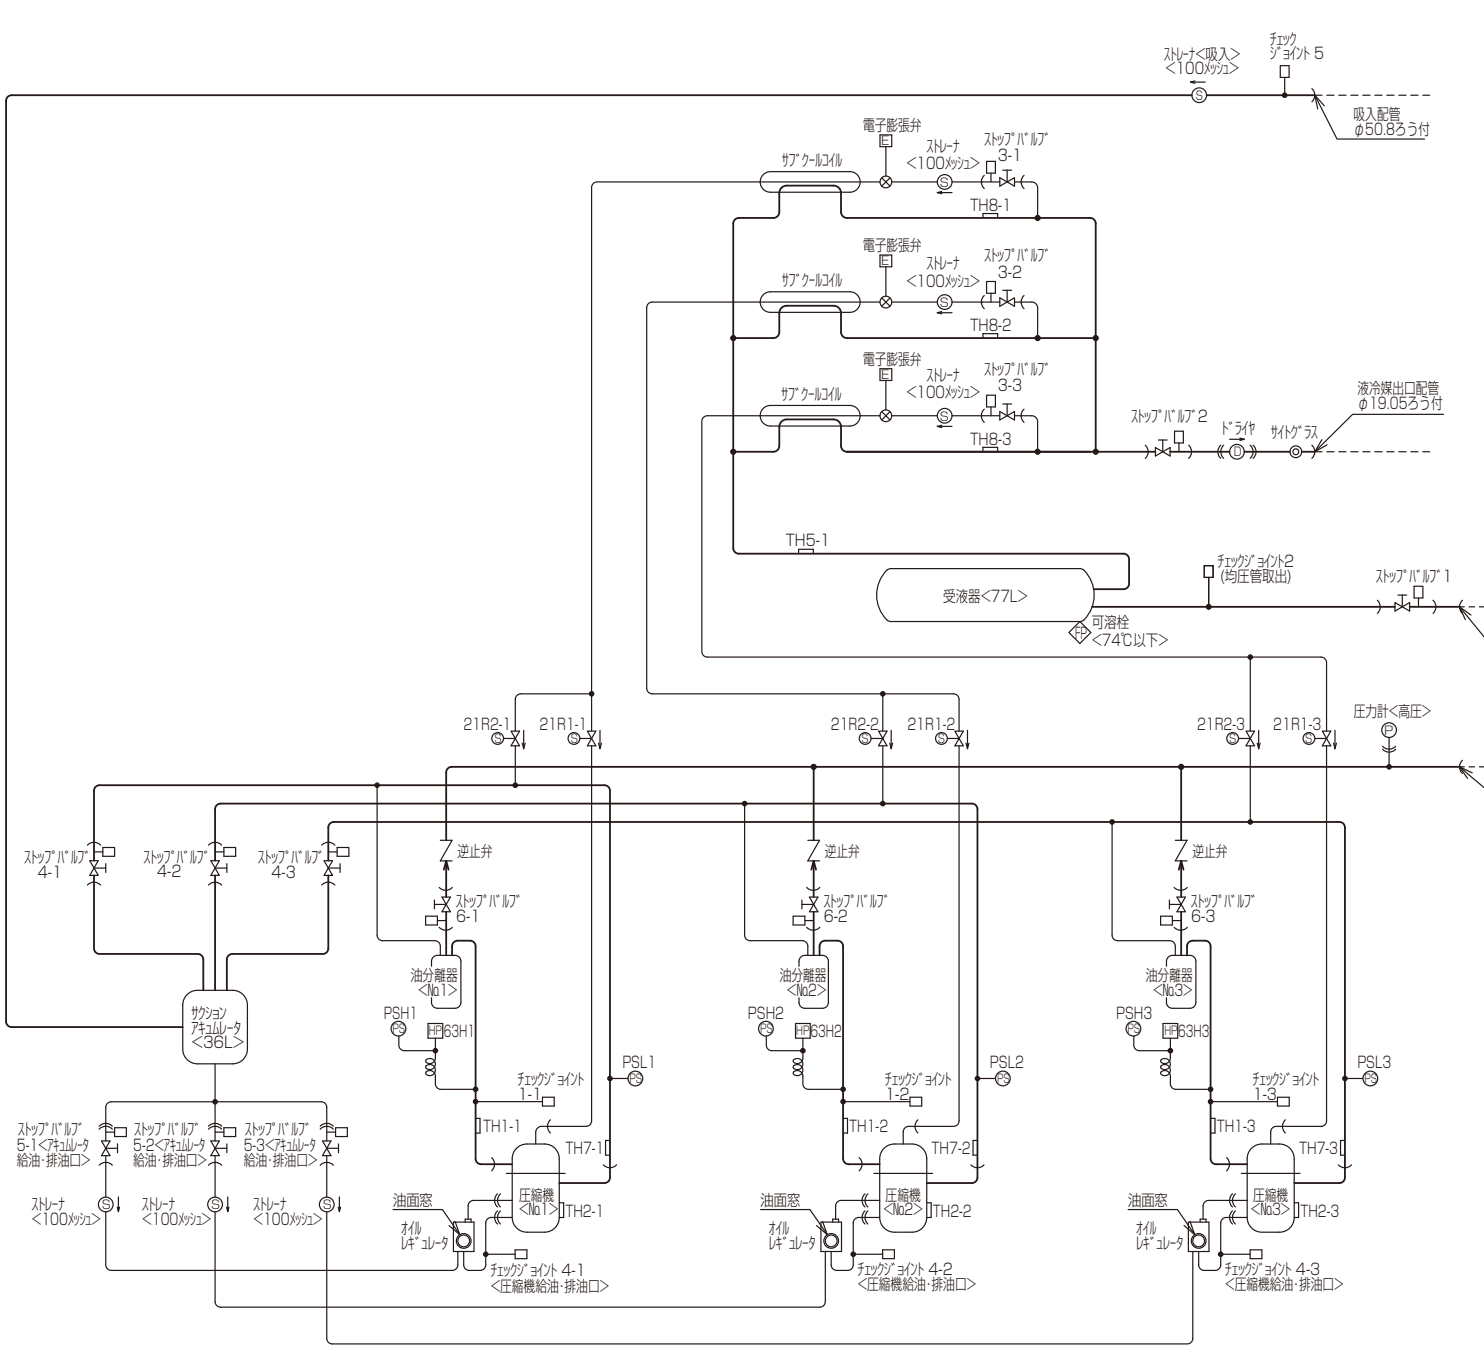 チェック
ジョイント 5
ストレーナ<吸入>
<100メッシュ>
S
吸入配管
φ50.8ろう付
電子膨張弁
E
ストレーナ
<100メッシュ>
ストップバルブ
3-1
サブクールコイル
S
TH8-1
電子膨張弁
E
ストレーナ
<100メッシュ>
ストップバルブ
3-2
サブクールコイル
S
TH8-2
電子膨張弁
E
ストレーナ
<100メッシュ>
ストップバルブ
3-3
サブクールコイル
S
TH8-3
液冷媒出口配管
φ19.05ろう付
ストップバルブ2
ドライヤ
サイトグラス
D
TH5-1
受液器<77L>
チェックジョイント2
(均圧管取出)
ストップバルブ1
FP
可溶栓
<74℃以下>
21R2-1
S
21R1-1
S
21R2-2
S
21R1-2
S
21R2-3
S
21R1-3
S
圧力計<高圧>
P
ストップバルブ
4-1
ストップバルブ
4-2
ストップバルブ
4-3
逆止弁
逆止弁
逆止弁
ストップバルブ
6-1
ストップバルブ
6-2
ストップバルブ
6-3
油分離器
<No.1>
油分離器
<No.2>
油分離器
<No.3>
サクション
アキュムレータ
<36L>
PSH1
PS
HP
63H1
PSH2
PS
HP
63H2
PSH3
PS
HP
63H3
PSL1
PS
PSL2
PS
PSL3
PS
チェックジョイント
1-1
チェックジョイント
1-2
チェックジョイント
1-3
TH1-1
TH7-1
TH1-2
TH7-2
TH1-3
TH7-3
ストップバルブ
5-1<アキュムレータ
給油・排油口>
ストップバルブ
5-2<アキュムレータ
給油・排油口>
ストップバルブ
5-3<アキュムレータ
給油・排油口>
ストレーナ
<100メッシュ>
S
ストレーナ
<100メッシュ>
S
ストレーナ
<100メッシュ>
S
油面窓
オイル
レギュレータ
圧縮機
<No.1>
TH2-1
油面窓
オイル
レギュレータ
圧縮機
<No.2>
TH2-2
油面窓
オイル
レギュレータ
圧縮機
<No.3>
TH2-3
チェックジョイント 4-1
<圧縮機給油・排油口>
チェックジョイント 4-2
<圧縮機給油・排油口>
チェックジョイント 4-3
<圧縮機給油・排油口>